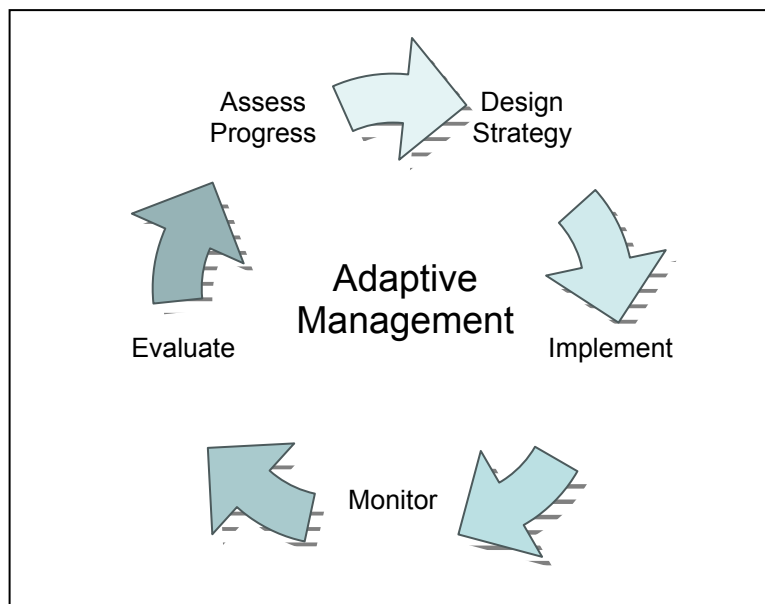 Assess
Progress
Design
Strategy
Adaptive
Management
Evaluate
Implement
Monitor